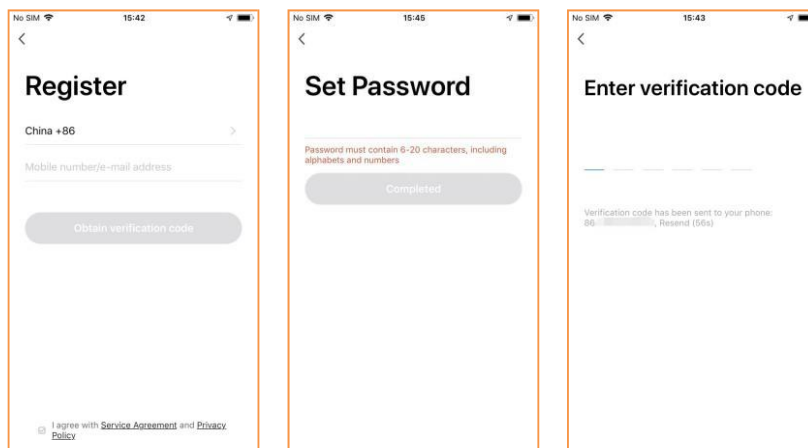 No SIM 15:42
Register
China +86
Mobile number/e-mail address
Obtain verification code
I agree with Service Agreement and Privacy
Policy
No SIM 15:45
Set Password
Password must contain 6-20 characters, including
alphabets and numbers
Completed
No SIM 15:43
Enter verification code
Verification code has been sent to your phone:
86 , Resend (56s)